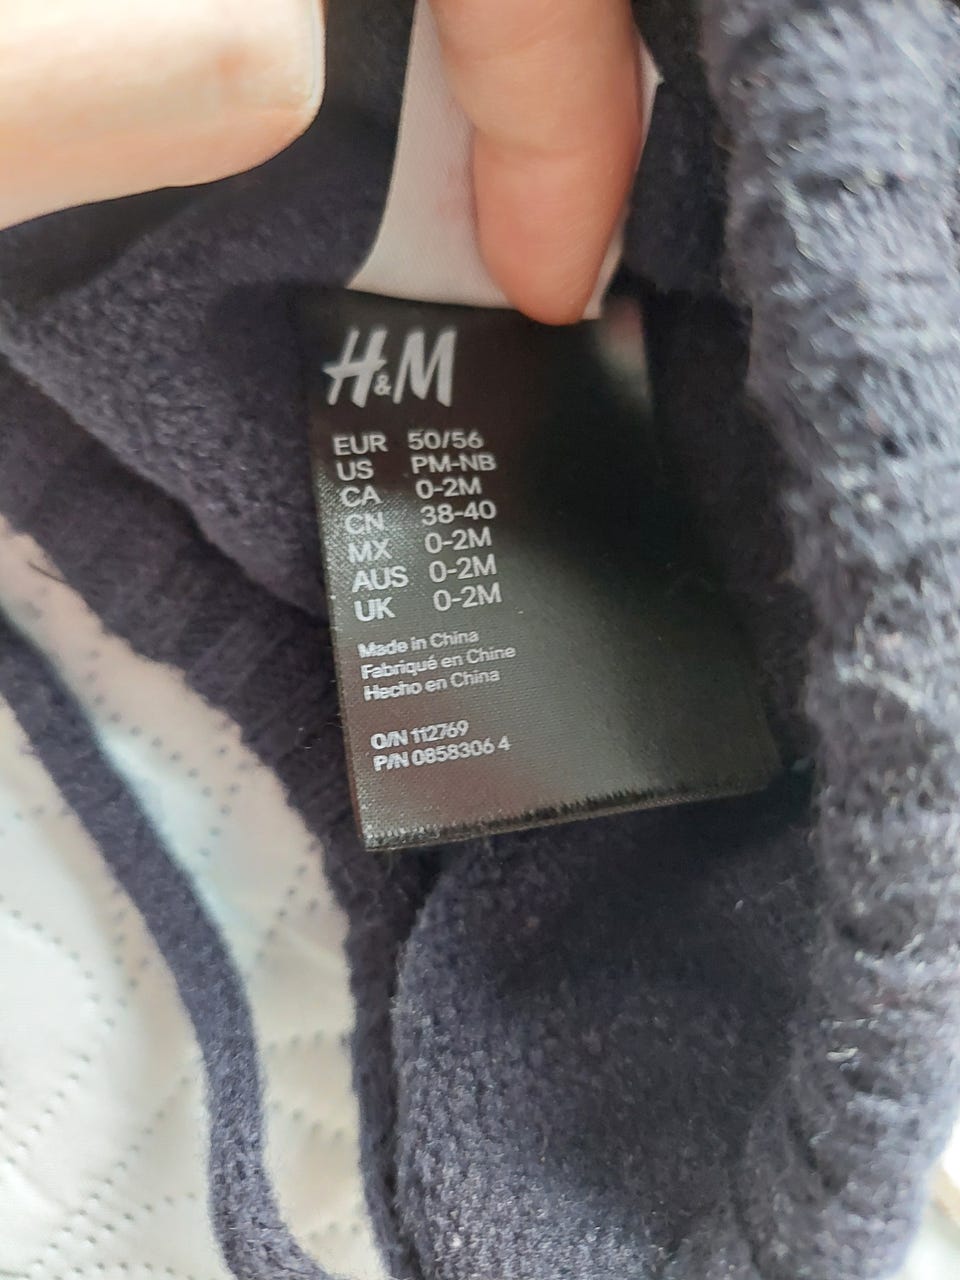 H&M
EUR 50/56
US PM-NB
CA 0-2M
CN 38-40
MX 0-2M
AUS 0-2M
UK 0-2M
Made in China
Fabriqué en Chine
Hecho en China
O/N 112769
P/N 0858306 4